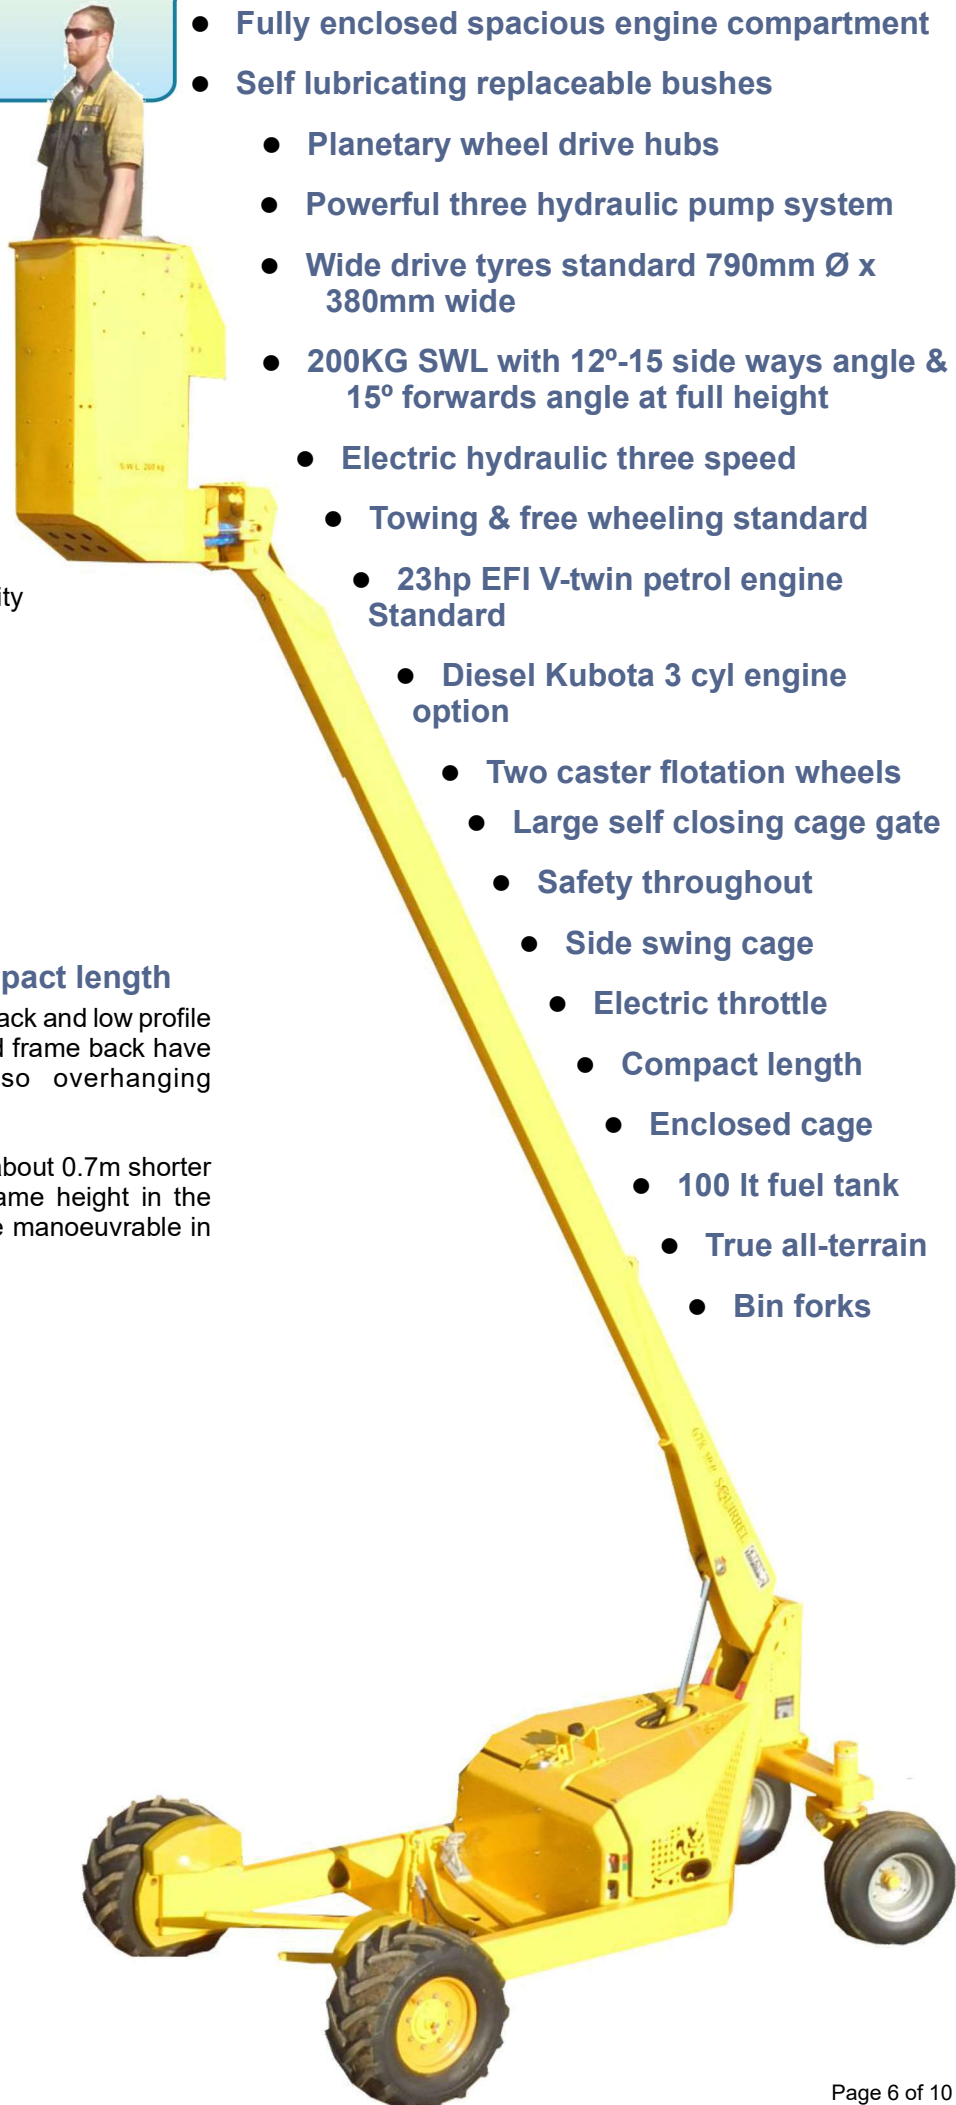 Fully enclosed spacious engine compartment
Self lubricating replaceable bushes
Planetary wheel drive hubs
Powerful three hydraulic pump system
Wide drive tyres standard 790mm Ø x
380mm wide
200KG SWL with 12º-15 side ways angle &
15º forwards angle at full height
Electric hydraulic three speed
Towing & free wheeling standard
23hp EFI V-twin petrol engine
Standard
Diesel Kubota 3 cyl engine
option
Two caster flotation wheels
Large self closing cage gate
Safety throughout
Side swing cage
Electric throttle
Compact length
Enclosed cage
100 lt fuel tank
True all-terrain
Bin forks
S.W.L. 200 kg
ity
pact length
ack and low profile
d frame back have
so overhanging
about 0.7m shorter
ame height in the
e manoeuvrable in
SQUIRREL
Page 6 of 10